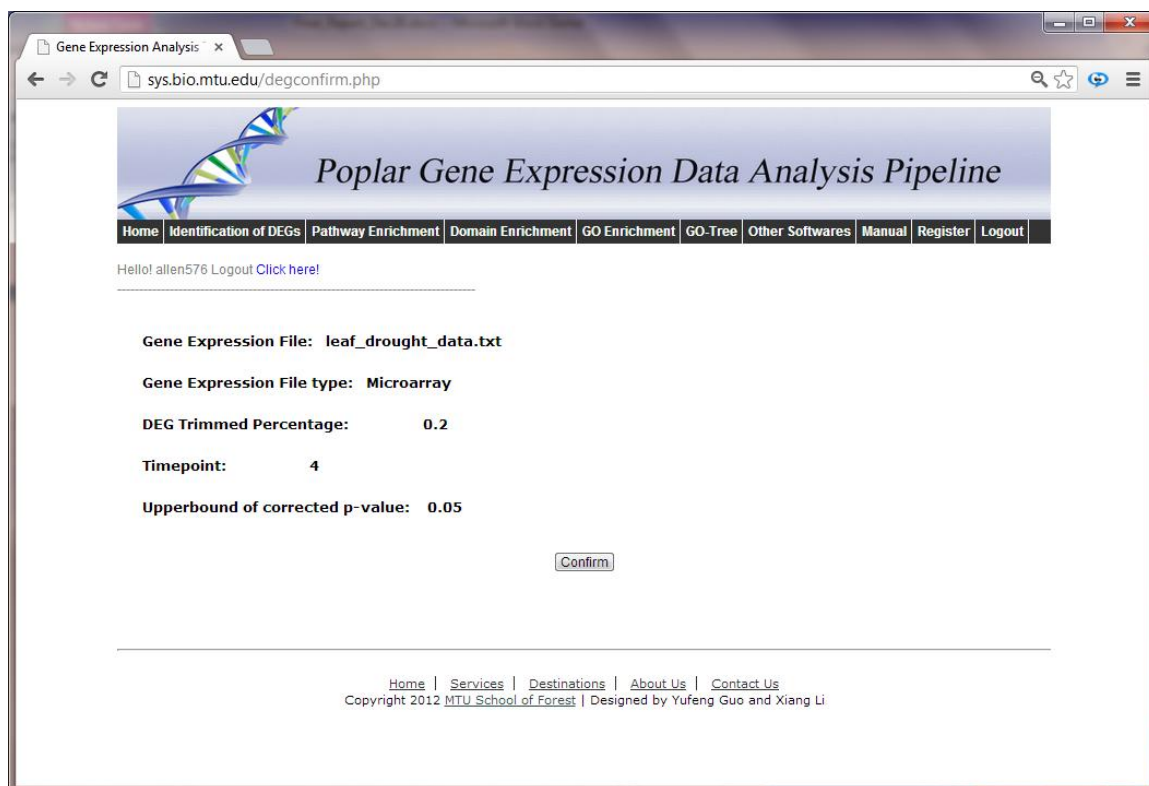 Gene Expression Analysis
sys.bio.mtu.edu/degconfirm.php
Poplar Gene Expression Data Analysis Pipeline
Home Identification of DEGs Pathway Enrichment Domain Enrichment GO Enrichment GO-Tree Other Softwares Manual Register Logout
Hello! allen576 Logout Click here!
Gene Expression File: leaf_drought_data.txt
Gene Expression File type: Microarray
DEG Trimmed Percentage: 0.2
Timepoint: 4
Upperbound of corrected p-value: 0.05
Confirm
Home | Services | Destinations | About Us | Contact Us
Copyright 2012 MTU School of Forest | Designed by Yufeng Guo and Xiang Li